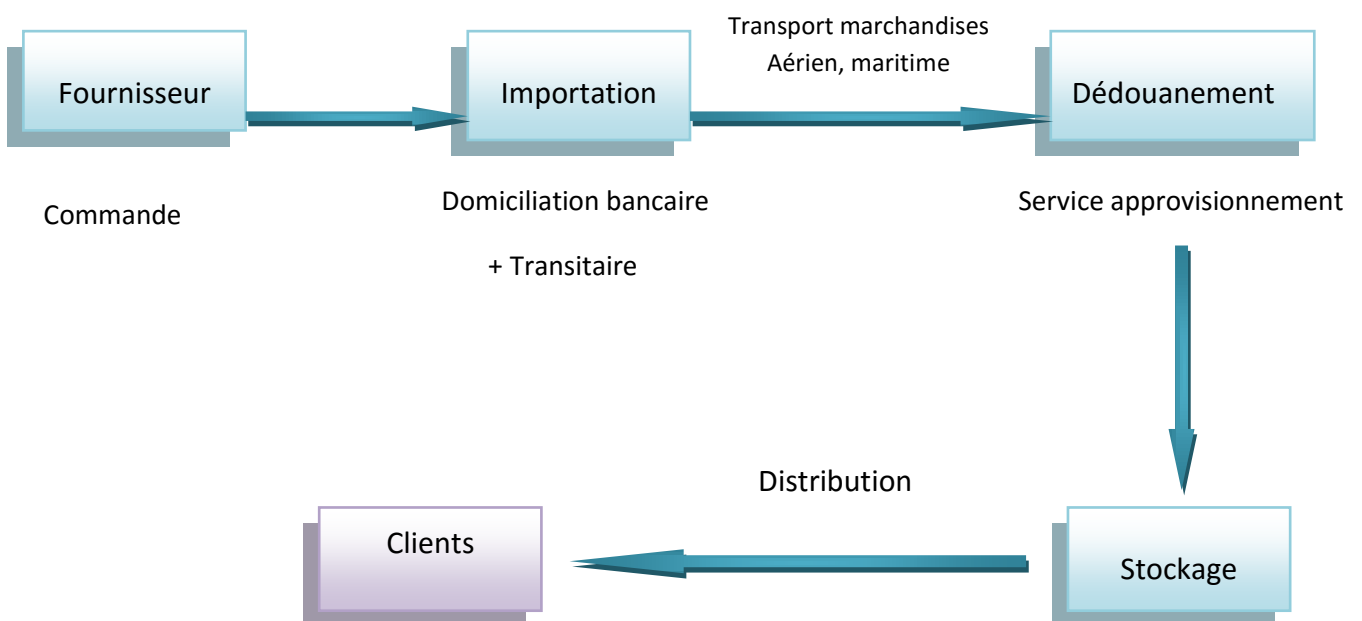 Transport marchandises
Aérien, maritime
Fournisseur
Importation
Dédouanement
Commande
Domiciliation bancaire
+ Transitaire
Service approvisionnement
Distribution
Clients
Stockage